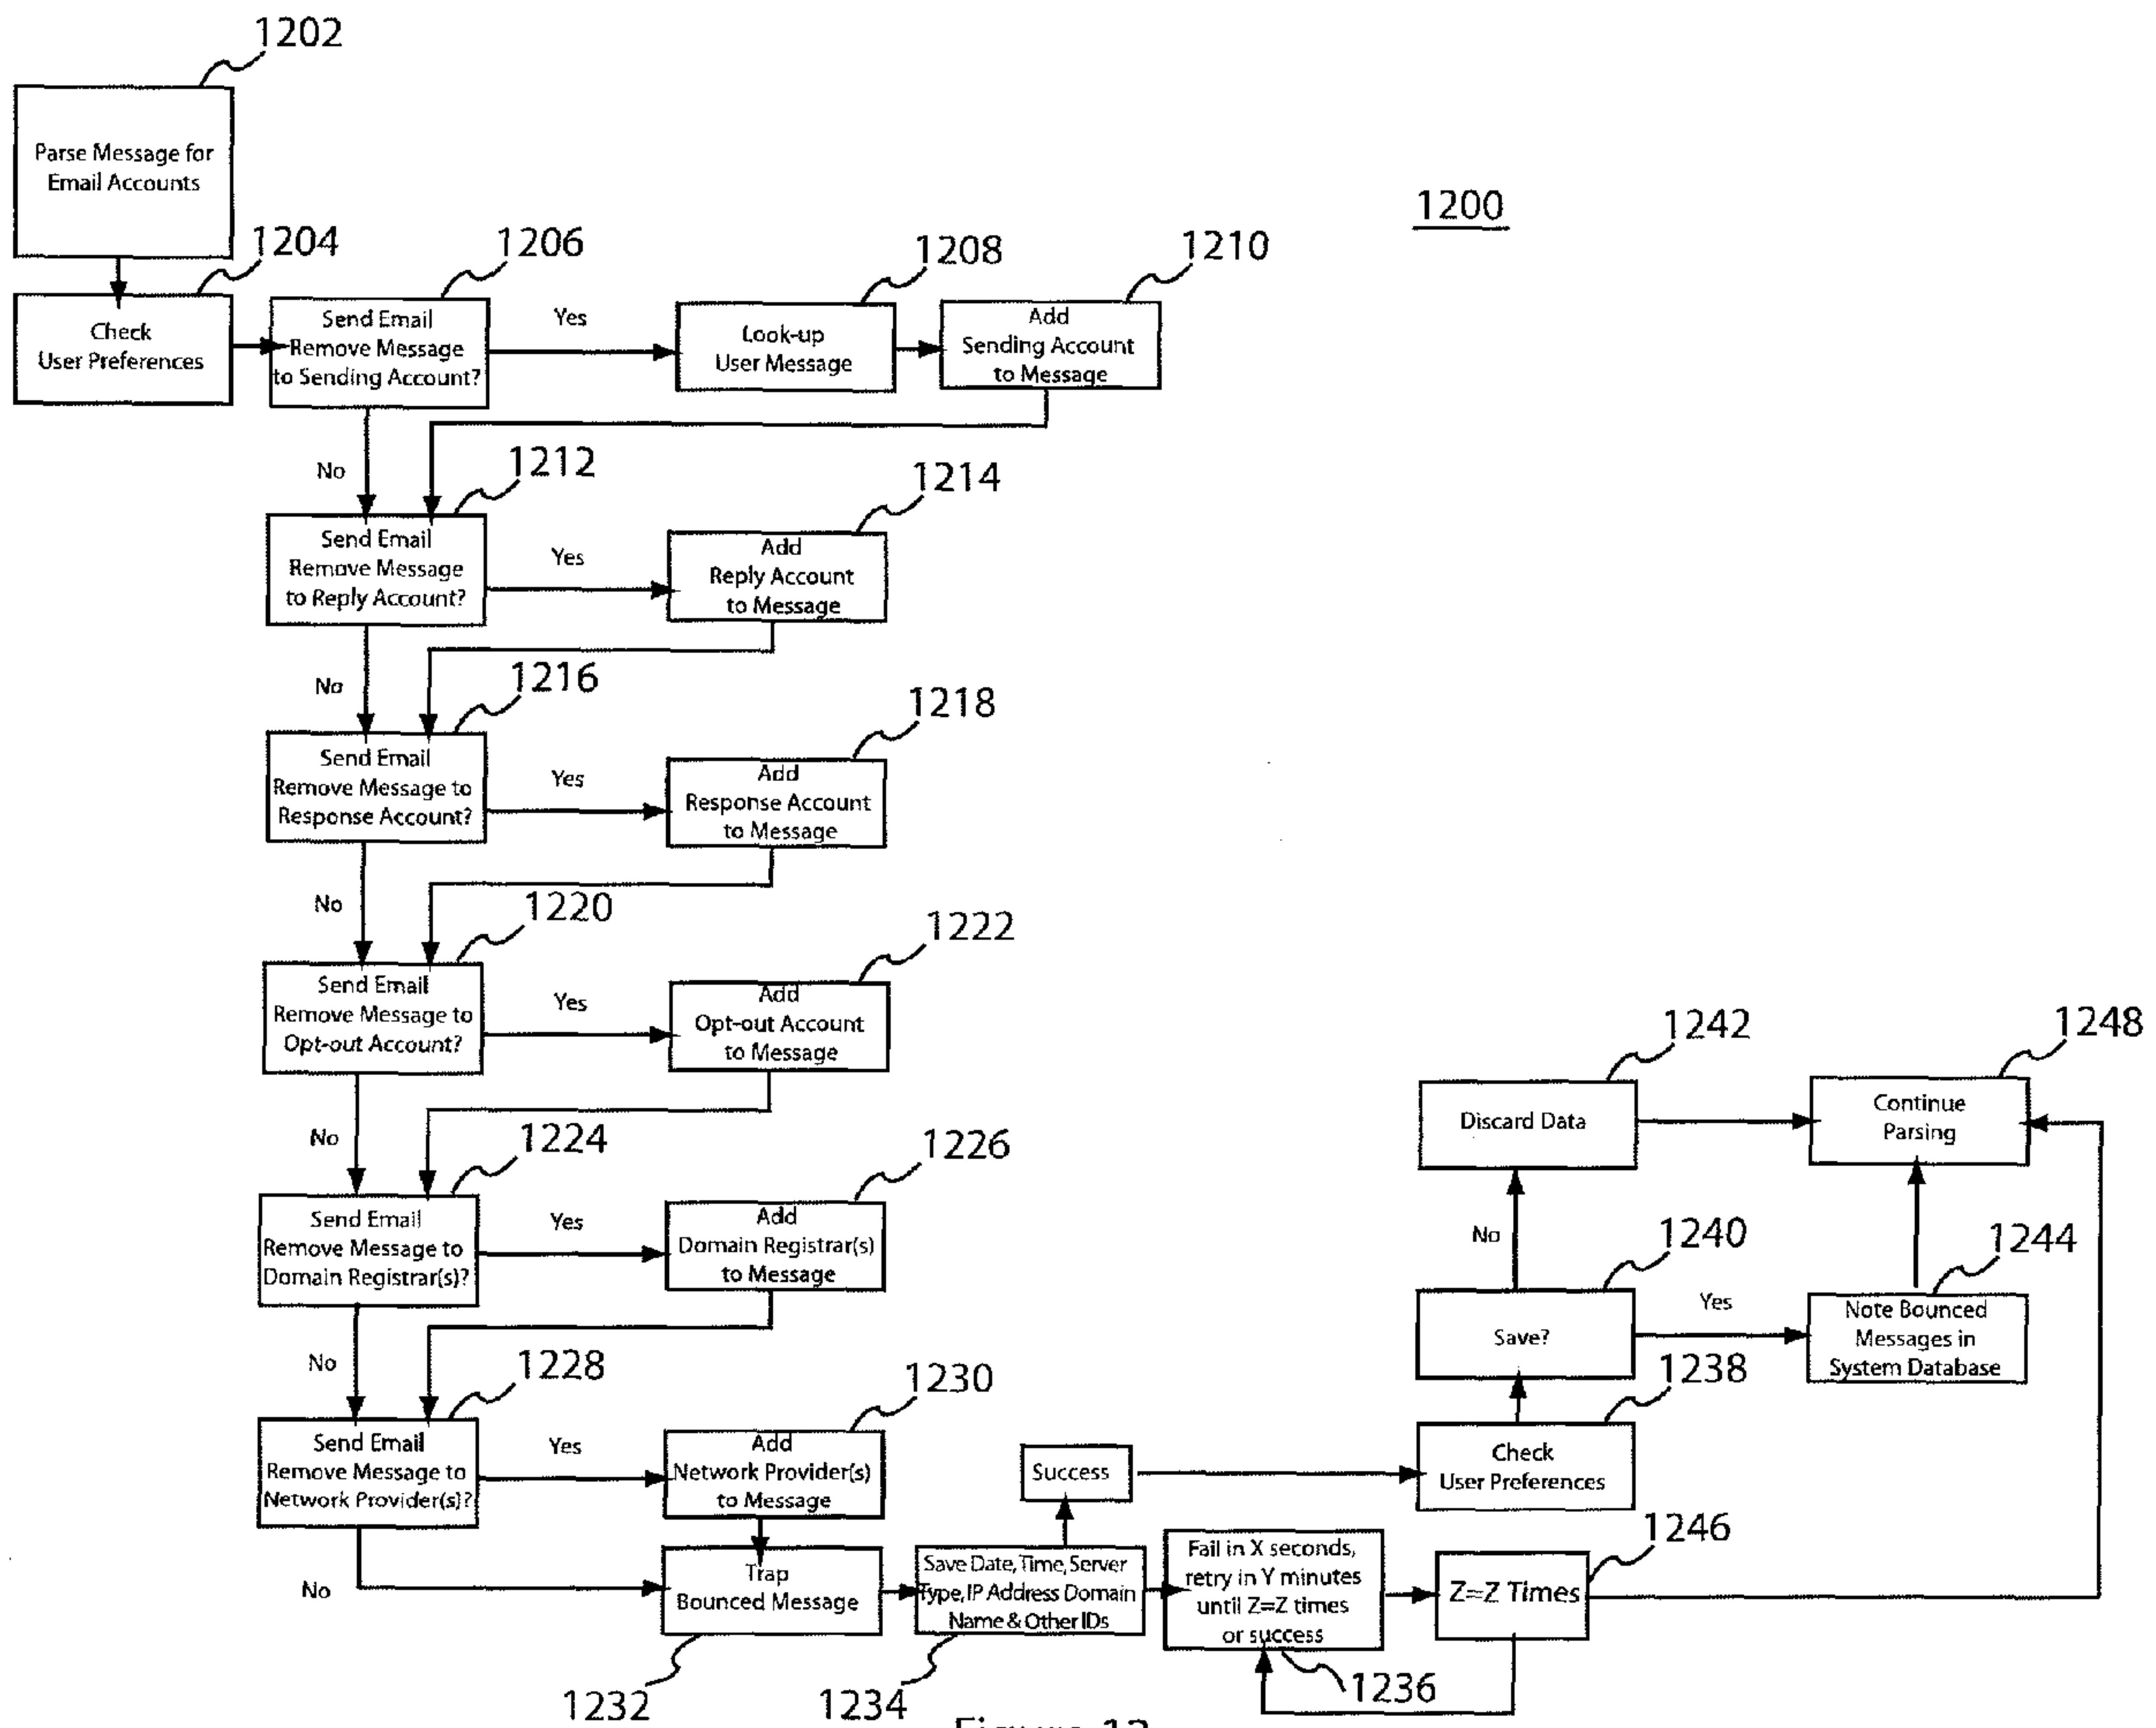 1202
Parse Message for
Email Accounts
1200
1204
Check
User Preferences
1206
Send Email
Remove Message
to Sending Account?
Yes
1208
Look-up
User Message
1210
Add
Sending Account
to Message
No
1212
Send Email
Remove Message
to Reply Account?
Yes
1214
Add
Reply Account
to Message
No
1216
Send Email
Remove Message to
Response Account?
Yes
1218
Add
Response Account
to Message
No
1220
Send Email
Remove Message to
Opt-out Account?
Yes
1222
Add
Opt-out Account
to Message
No
1224
Send Email
Remove Message to
Domain Registrar(s)?
Yes
1226
Add
Domain Registrar(s)
to Message
No
1228
Send Email
Remove Message to
Network Provider(s)?
Yes
1230
Add
Network Provider(s)
to Message
No
Trap
Bounced Message
1232
Save Date, Time, Server
Type, IP Address Domain
Name & Other IDs
1234
Success
Fail in X seconds,
retry in Y minutes
until Z=Z times
or success
1236
Z=Z Times
1246
Check
User Preferences
1238
Save?
1240
No
Yes
Discard Data
1242
Note Bounced
Messages in
System Database
1244
Continue
Parsing
1248
Figure